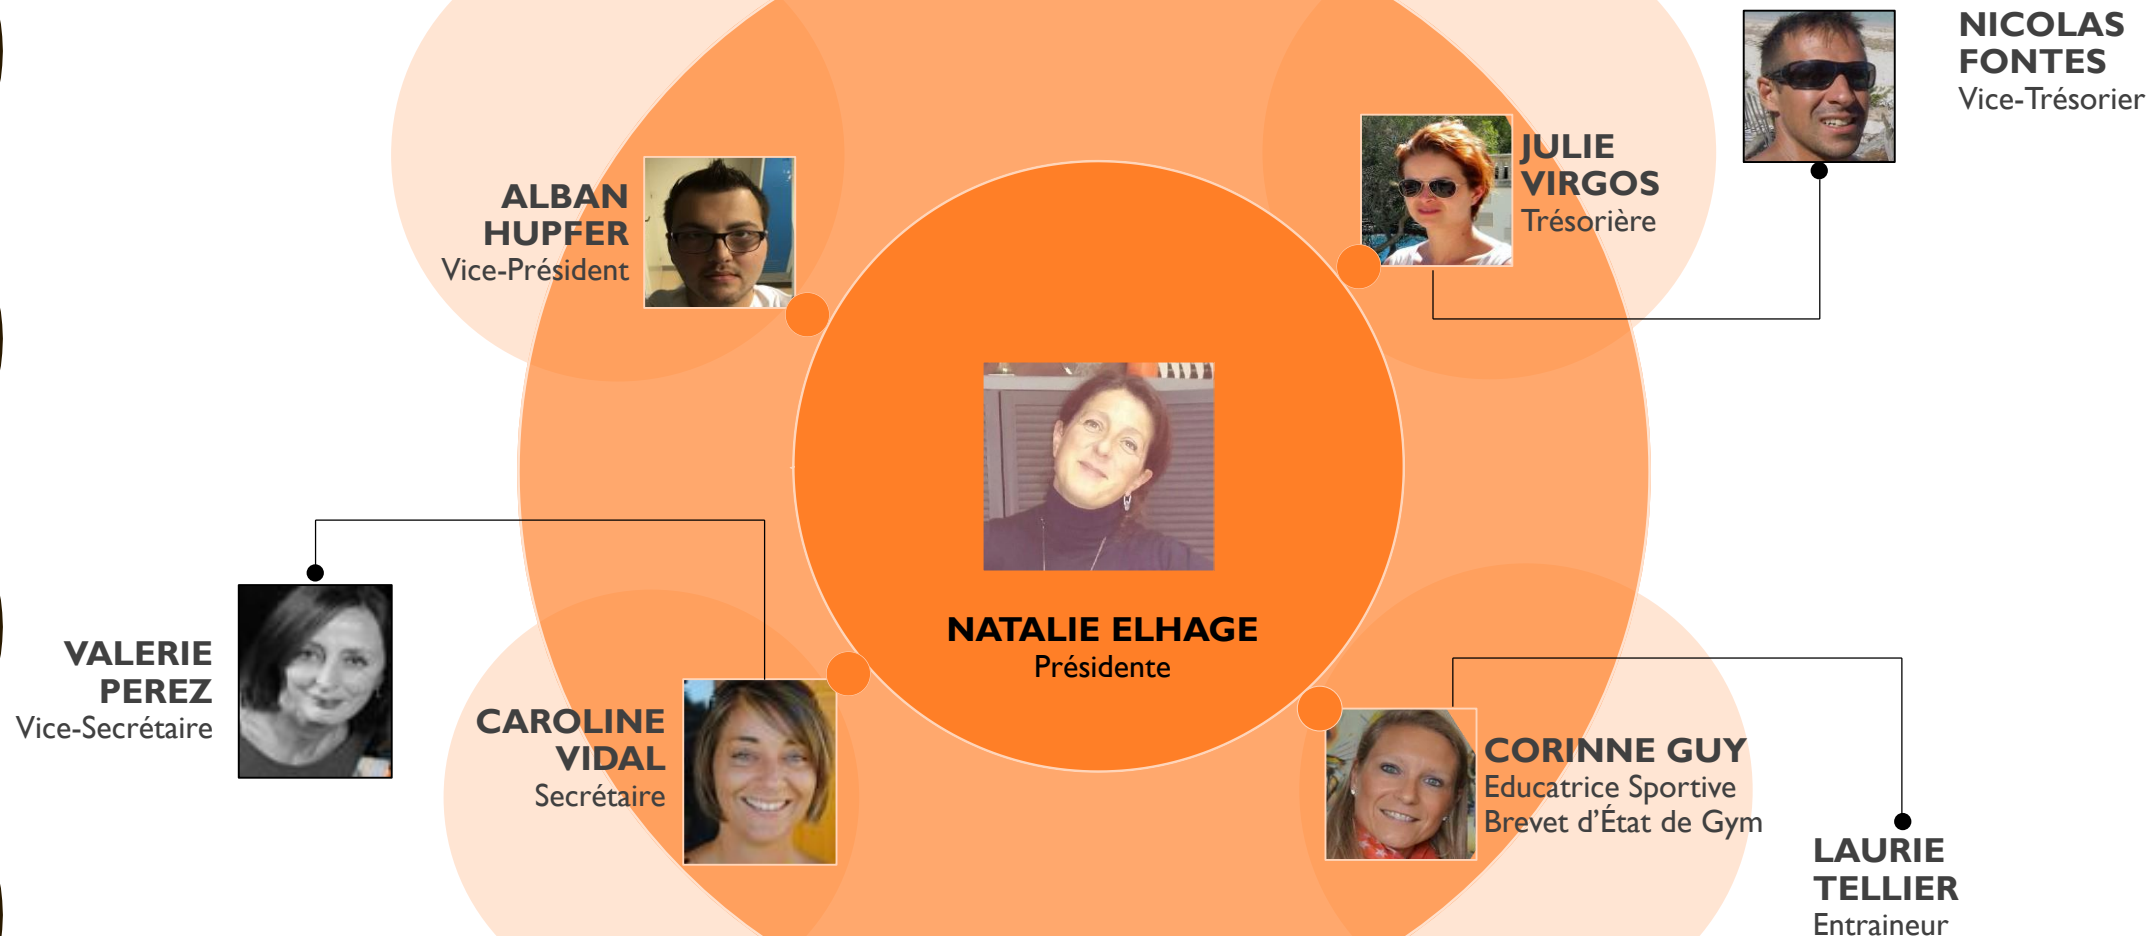 NICOLAS
FONTES
Vice-Trésorier
JULIE
VIRGOS
Trésorière
ALBAN
HUPFER
Vice-Président
NATALIE ELHAGE
Présidente
VALERIE
PEREZ
Vice-Secrétaire
CAROLINE
VIDAL
Secrétaire
CORINNE GUY
Educatrice Sportive
Brevet d’État de Gym
LAURIE
TELLIER
Entraineur